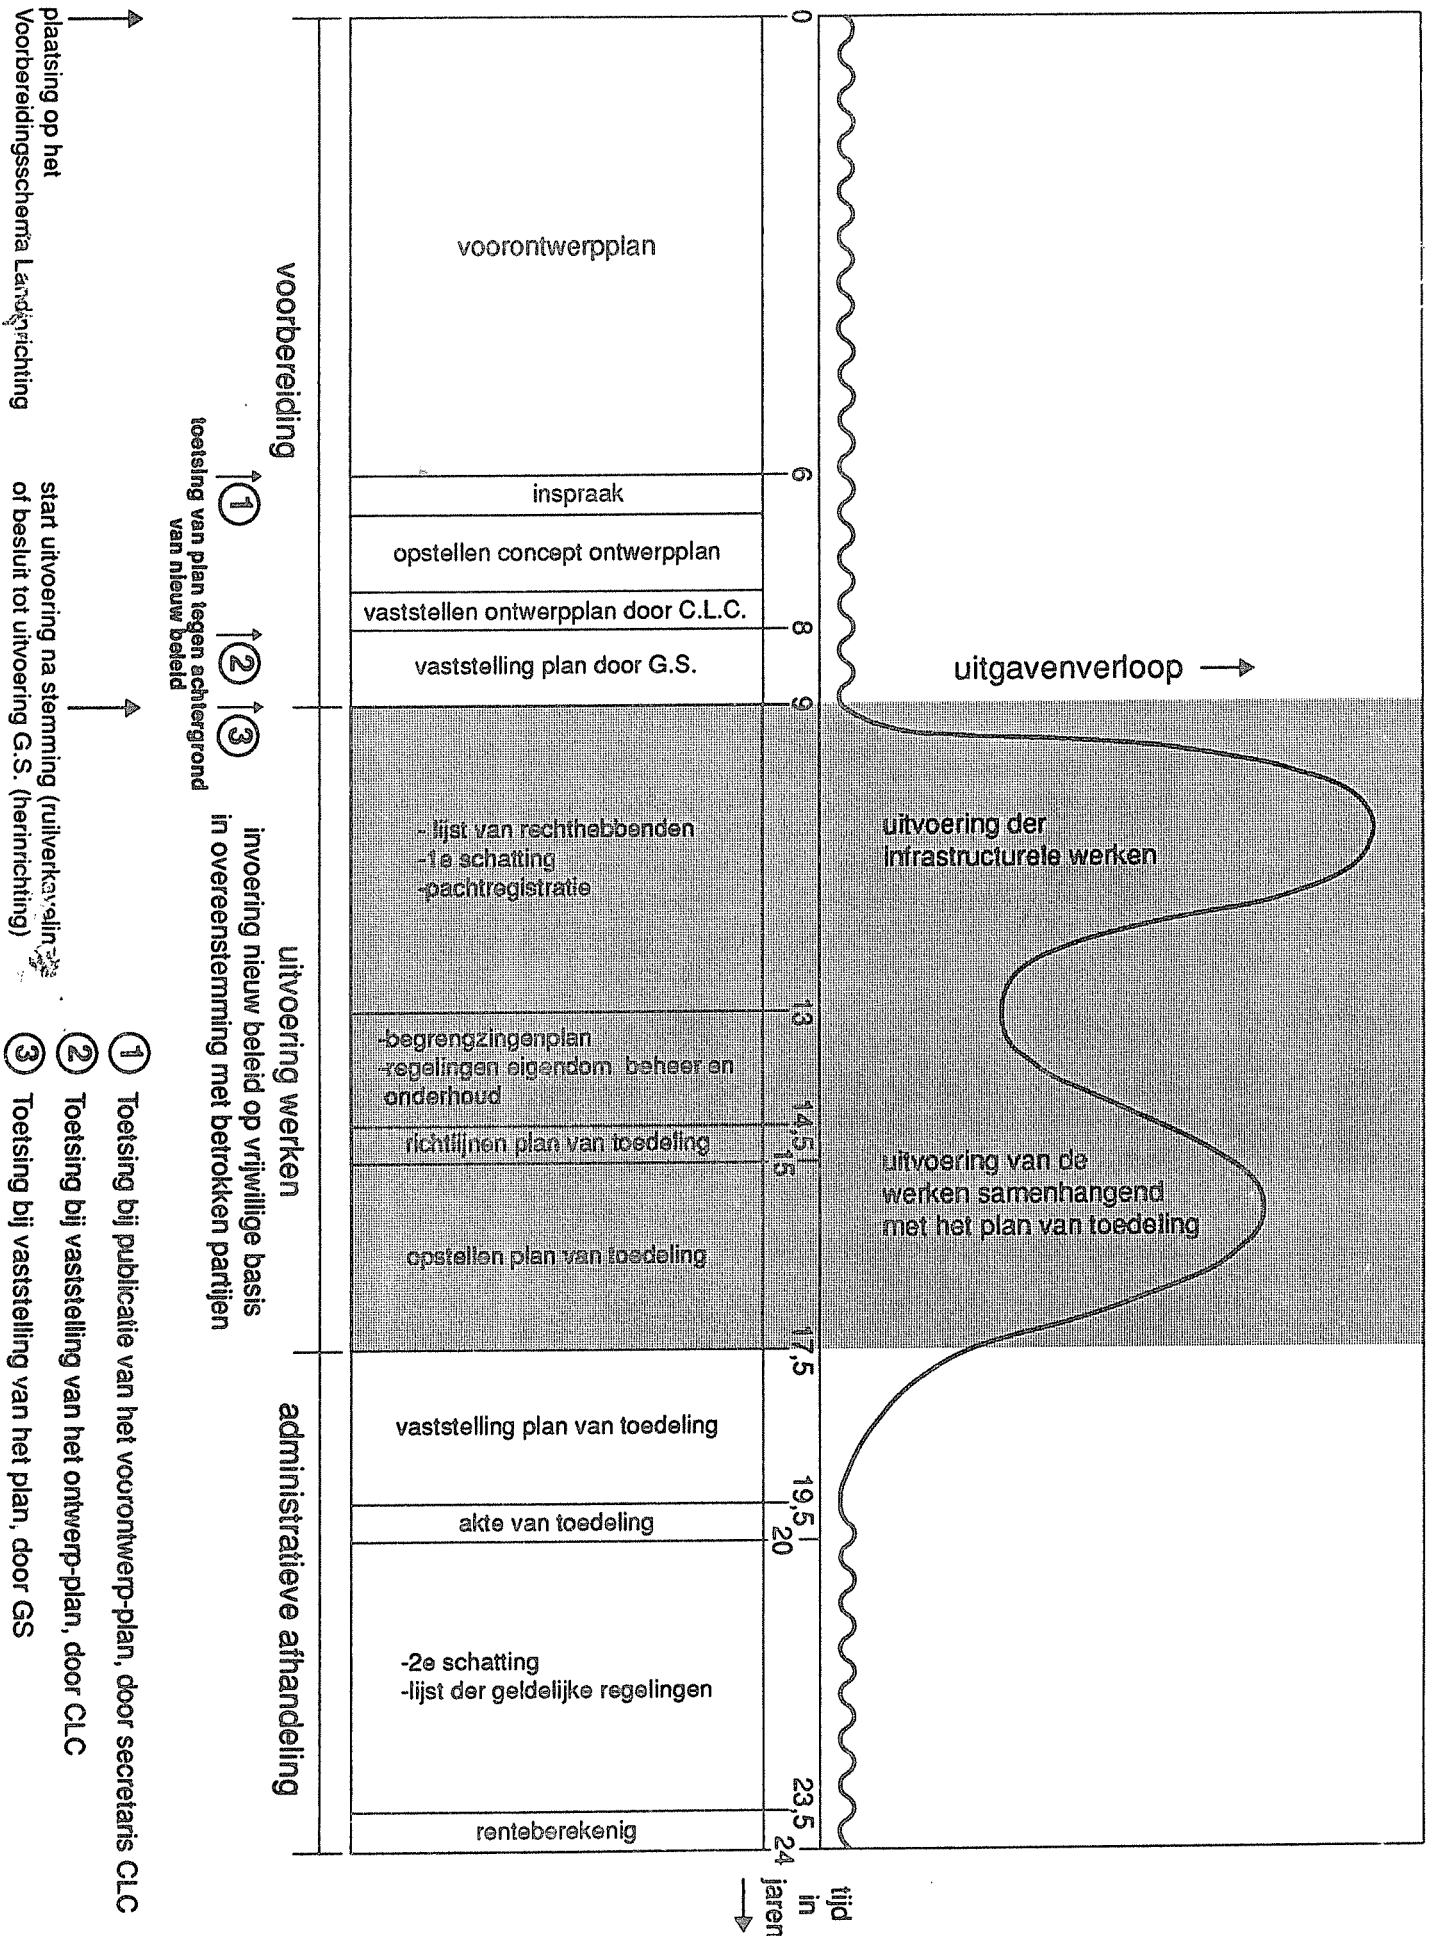 uitgavenverloop
uitvoering der
infrastructurele werken
uitvoering van de
werken samenhangend
met het plan van toedeling
0
6
8
9
13
14,5
15
17,5
19,5
20
23,5
24
tijd
in
jaren
voorontwerpplan
inspraak
opstellen concept ontwerpplan
vaststellen ontwerpplan door C.L.C.
vaststelling plan door G.S.
- lijst van rechthebbenden
-1e schatting
-pachtregistratie
-begrengzingenplan
-regelingen eigendom beheer en
onderhoud
richtlijnen plan van toedeling
opstellen plan van toedeling
vaststelling plan van toedeling
akte van toedeling
-2e schatting
-lijst der geldelijke regelingen
renteberekenig
voorbereiding
uitvoering werken
administratieve afhandeling
1
2
3
toetsing van plan tegen achtergrond
van nieuw beleid
invoering nieuw beleid op vrijwillige basis
in overeenstemming met betrokken partijen
plaatsing op het
Voorbereidingsschema Landinrichting
start uitvoering na stemming (ruilverkaveling)
of besluit tot uitvoering G.S. (herinrichting)
1 Toetsing bij publicatie van het voorontwerp-plan, door secretaris CLC
2 Toetsing bij vaststelling van het ontwerp-plan, door CLC
3 Toetsing bij vaststelling van het plan, door GS